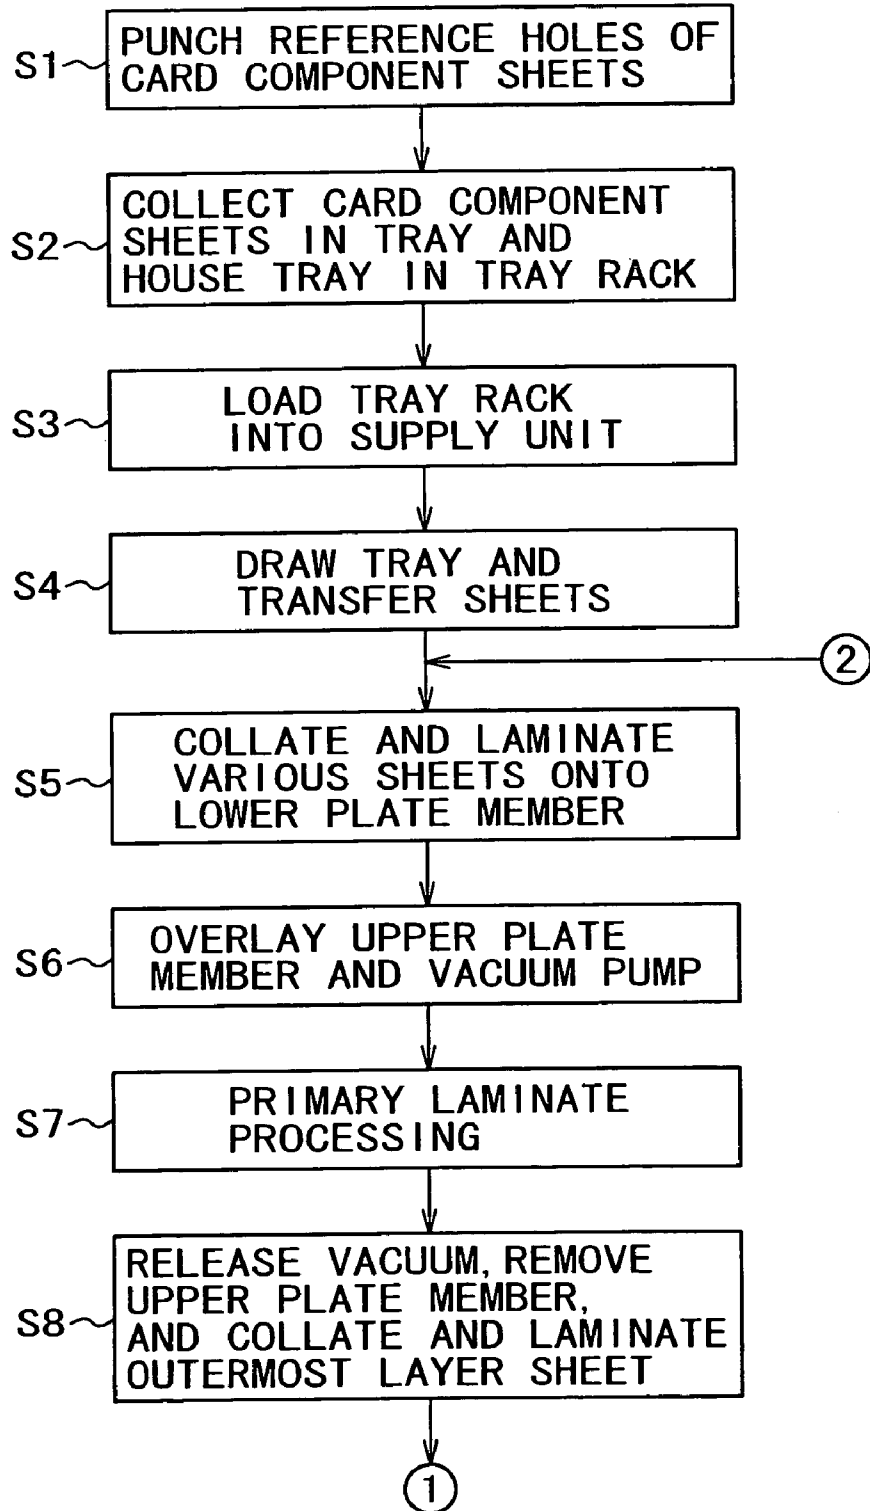 S1
PUNCH REFERENCE HOLES OF
CARD COMPONENT SHEETS
S2
COLLECT CARD COMPONENT
SHEETS IN TRAY AND
HOUSE TRAY IN TRAY RACK
S3
LOAD TRAY RACK
INTO SUPPLY UNIT
S4
DRAW TRAY AND
TRANSFER SHEETS
2
S5
COLLATE AND LAMINATE
VARIOUS SHEETS ONTO
LOWER PLATE MEMBER
S6
OVERLAY UPPER PLATE
MEMBER AND VACUUM PUMP
S7
PRIMARY LAMINATE
PROCESSING
S8
RELEASE VACUUM, REMOVE
UPPER PLATE MEMBER,
AND COLLATE AND LAMINATE
OUTERMOST LAYER SHEET
1